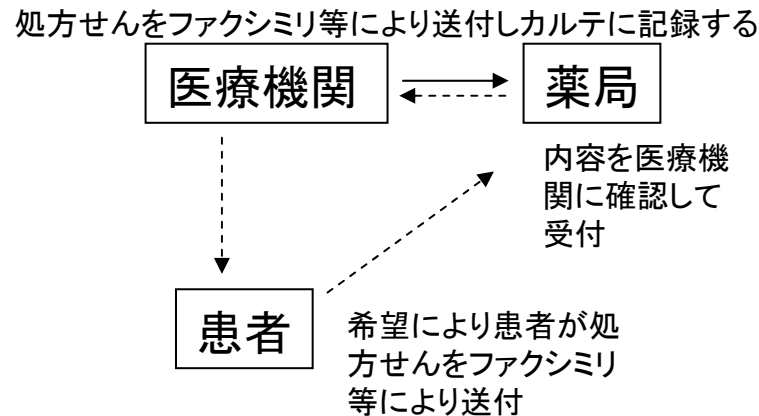 処方せんをファクシミリ等により送付しカルテに記録する
医療機関
薬局
内容を医療機
関に確認して
受付
患者
希望により患者が処
方せんをファクシミリ
等により送付